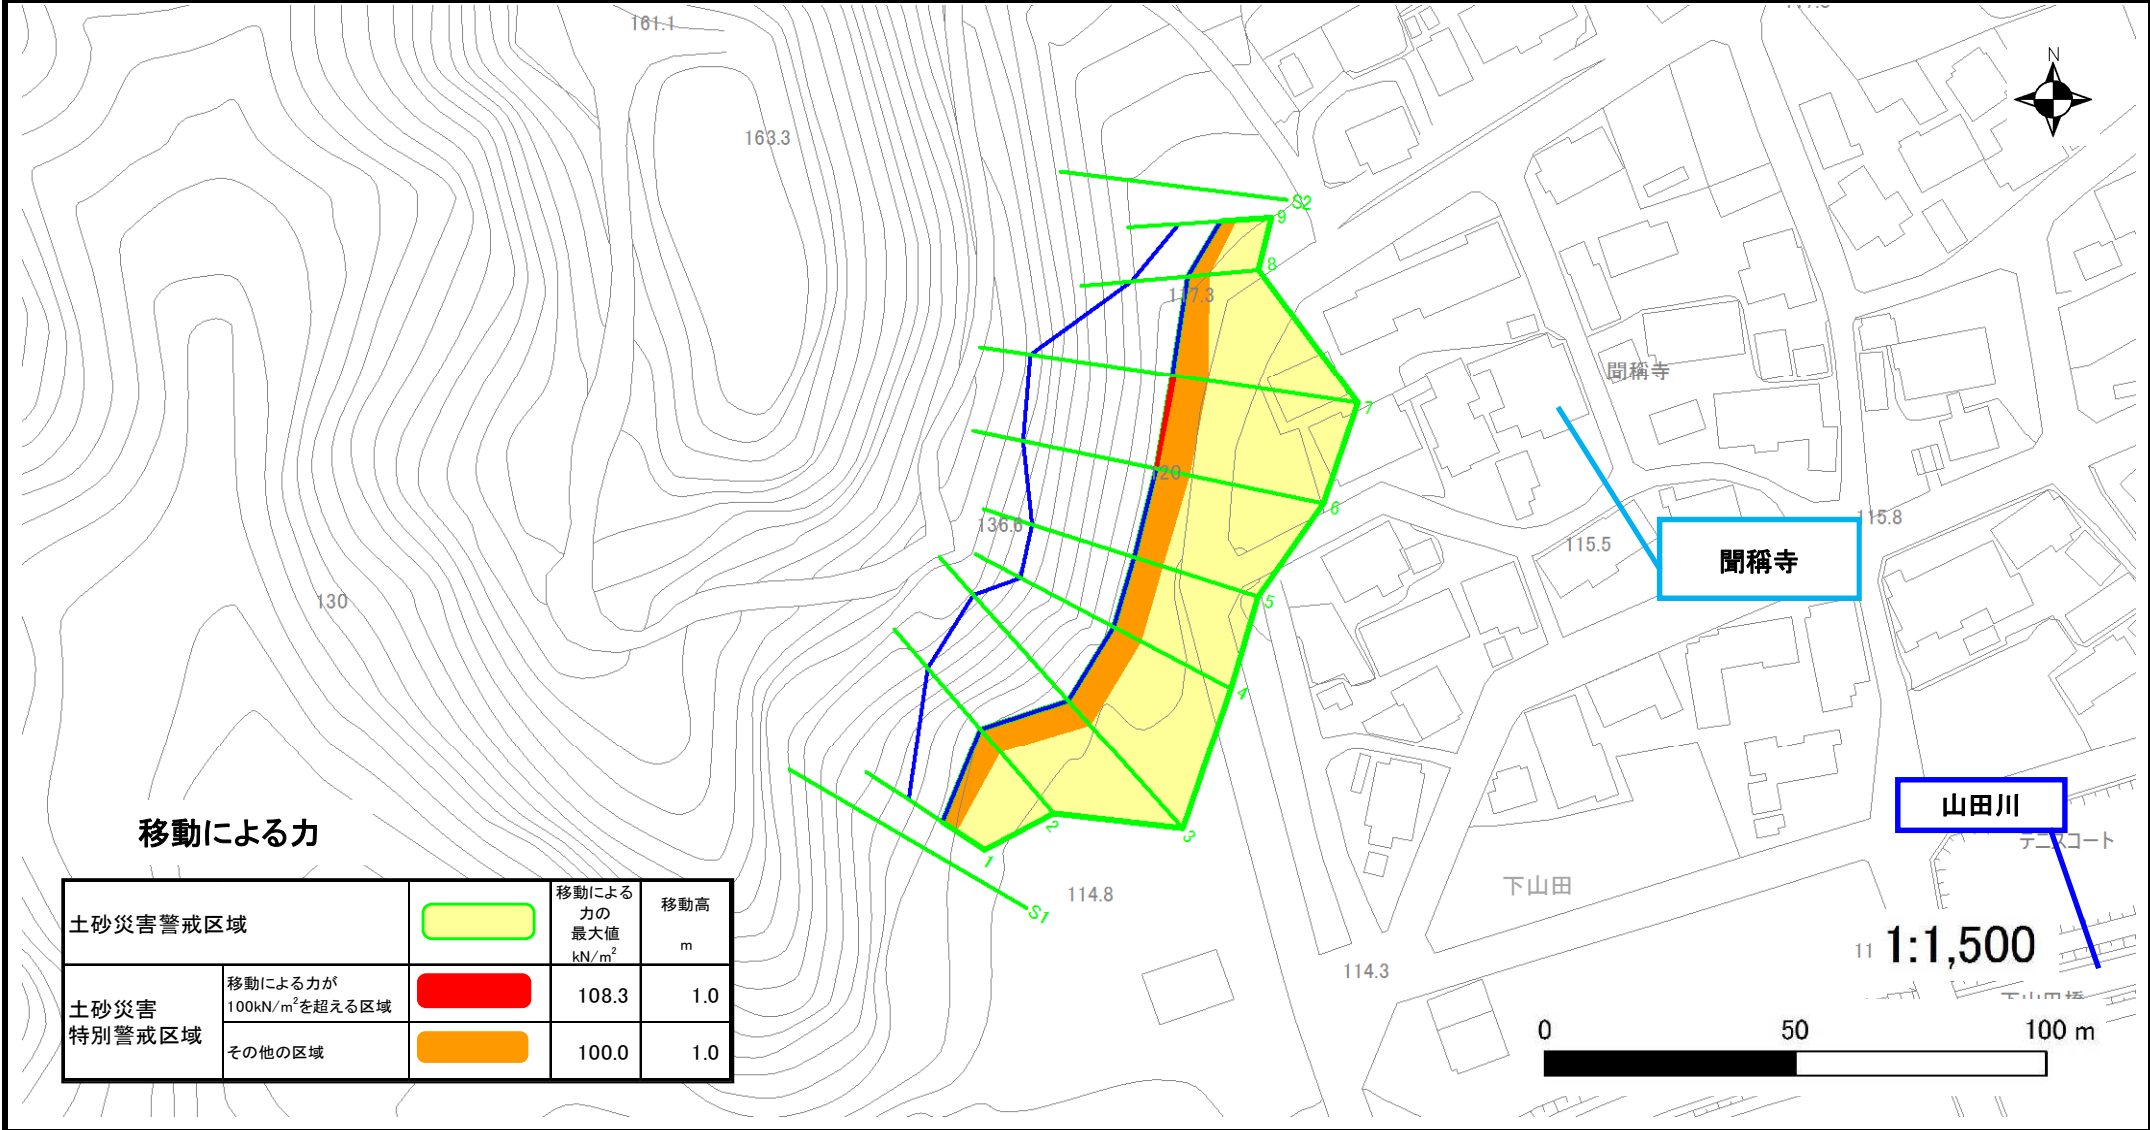 161.1
163.3
N
S2
9
8
117.3
7
聞稱寺
20
6
136.6
115.8
115.5
聞稱寺
130
5
4
山田川
テニスコート
移動による力
2
3
1
下山田
114.8
S1
11
1:1,500
114.3
0 50 100 m
土砂災害警戒区域
移動による
力の
最大値
kN/m²
移動高
m
土砂災害
特別警戒区域
移動による力が
100kN/m²を超える区域
108.3 1.0
その他の区域
100.0 1.0